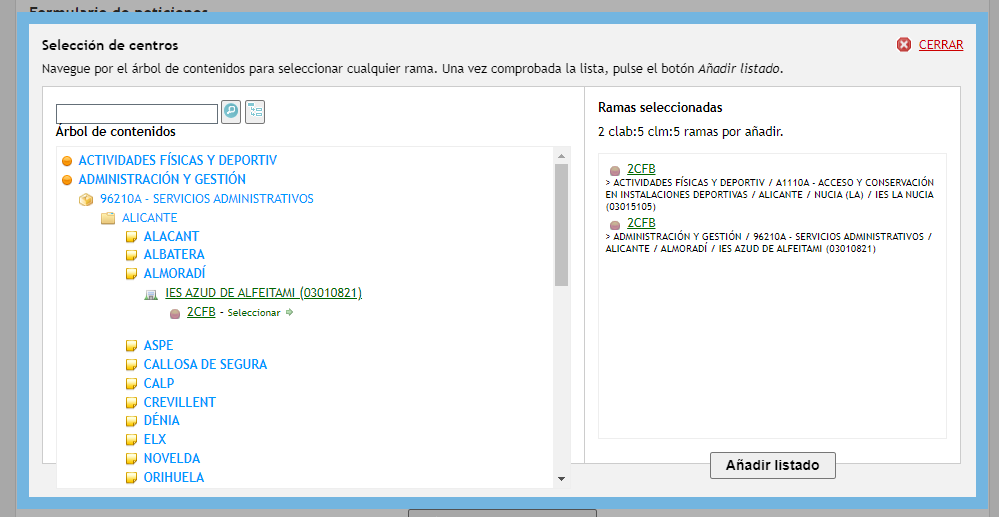 Formulario de peticiones
Selección de centros
CERRAR
Navegue por el árbol de contenidos para seleccionar cualquier rama. Una vez comprobada la lista, pulse el botón Añadir listado.
Árbol de contenidos
ACTIVIDADES FÍSICAS Y DEPORTIV
ADMINISTRACIÓN Y GESTIÓN
96210A - SERVICIOS ADMINISTRATIVOS
ALICANTE
ALACANT
ALBATERA
ALMORADÍ
IES AZUD DE ALFEITAMI (03010821)
2CFB - Seleccionar
ASPE
CALLOSA DE SEGURA
CALP
CREVILLENT
DÉNIA
ELX
NOVELDA
ORIHUELA
Ramas seleccionadas
2 clab:5 clm:5 ramas por añadir.
2CFB
> ACTIVIDADES FÍSICAS Y DEPORTIV / A1110A - ACCESO Y CONSERVACIÓN
EN INSTALACIONES DEPORTIVAS / ALICANTE / NUCIA (LA) / IES LA NUCIA
(03015105)
2CFB
> ADMINISTRACIÓN Y GESTIÓN / 96210A - SERVICIOS ADMINISTRATIVOS /
ALICANTE / ALMORADÍ / IES AZUD DE ALFEITAMI (03010821)
Añadir listado